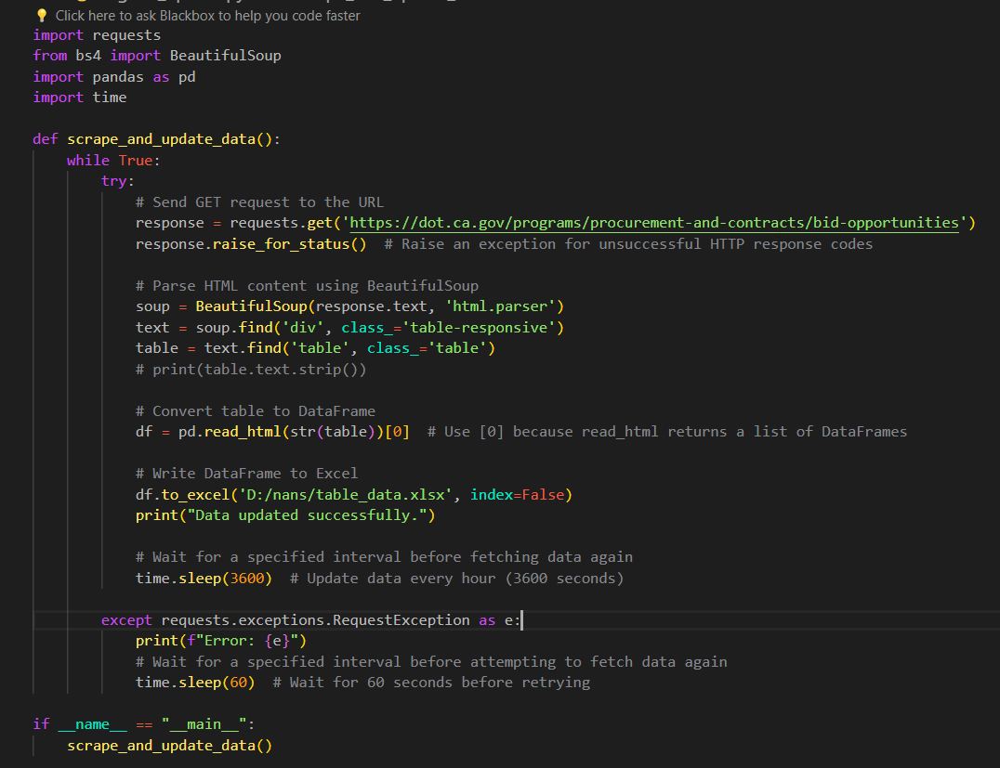 Click here to ask Blackbox to help you code faster
import requests
from bs4 import BeautifulSoup
import pandas as pd
import time

def scrape_and_update_data():
    while True:
        try:
            # Send GET request to the URL
            response = requests.get('https://dot.ca.gov/programs/procurement-and-contracts/bid-opportunities')
            response.raise_for_status()  # Raise an exception for unsuccessful HTTP response codes

            # Parse HTML content using BeautifulSoup
            soup = BeautifulSoup(response.text, 'html.parser')
            text = soup.find('div', class_='table-responsive')
            table = text.find('table', class_='table')
            # print(table.text.strip())

            # Convert table to DataFrame
            df = pd.read_html(str(table))[0]  # Use [0] because read_html returns a list of DataFrames

            # Write DataFrame to Excel
            df.to_excel('D:/nans/table_data.xlsx', index=False)
            print("Data updated successfully.")

            # Wait for a specified interval before fetching data again
            time.sleep(3600)  # Update data every hour (3600 seconds)

        except requests.exceptions.RequestException as e:
            print(f"Error: {e}")
            # Wait for a specified interval before attempting to fetch data again
            time.sleep(60)  # Wait for 60 seconds before retrying

if __name__ == "__main__":
    scrape_and_update_data()